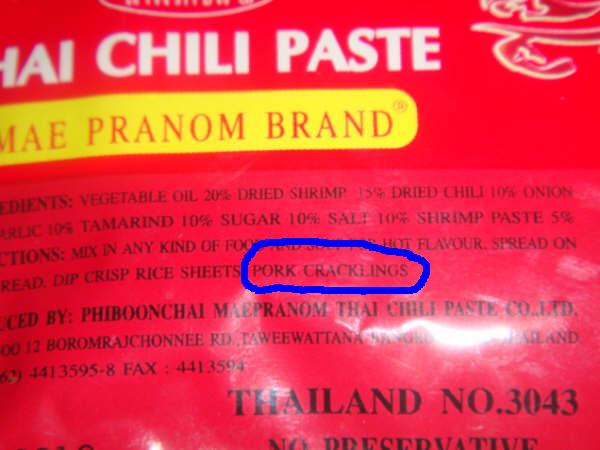 HAI CHILI PASTE
MAE PRANOM BRAND®
EDIENTS: VEGETABLE OIL 20% DRIED SHRIMP 15% DRIED CHILI 10% ONION
ARLIC 10% TAMARIND 10% SUGAR 10% SALT 10% SHRIMP PASTE 5%
CTIONS: MIX IN ANY KIND OF FOOD AND HOT FLAVOUR. SPREAD ON
READ. DIP CRISP RICE SHEETS, PORK CRACKLINGS
UCED BY: PHIBOONCHAI MAEPRANOM THAI CHILI PASTE CO.,LTD.
12 BOROMRAJCHONNEE RD., TAWEEWATTANA THAILAND
62) 4413595-8 FAX : 4413594
THAILAND NO.3043
NO PRESERVATIVE